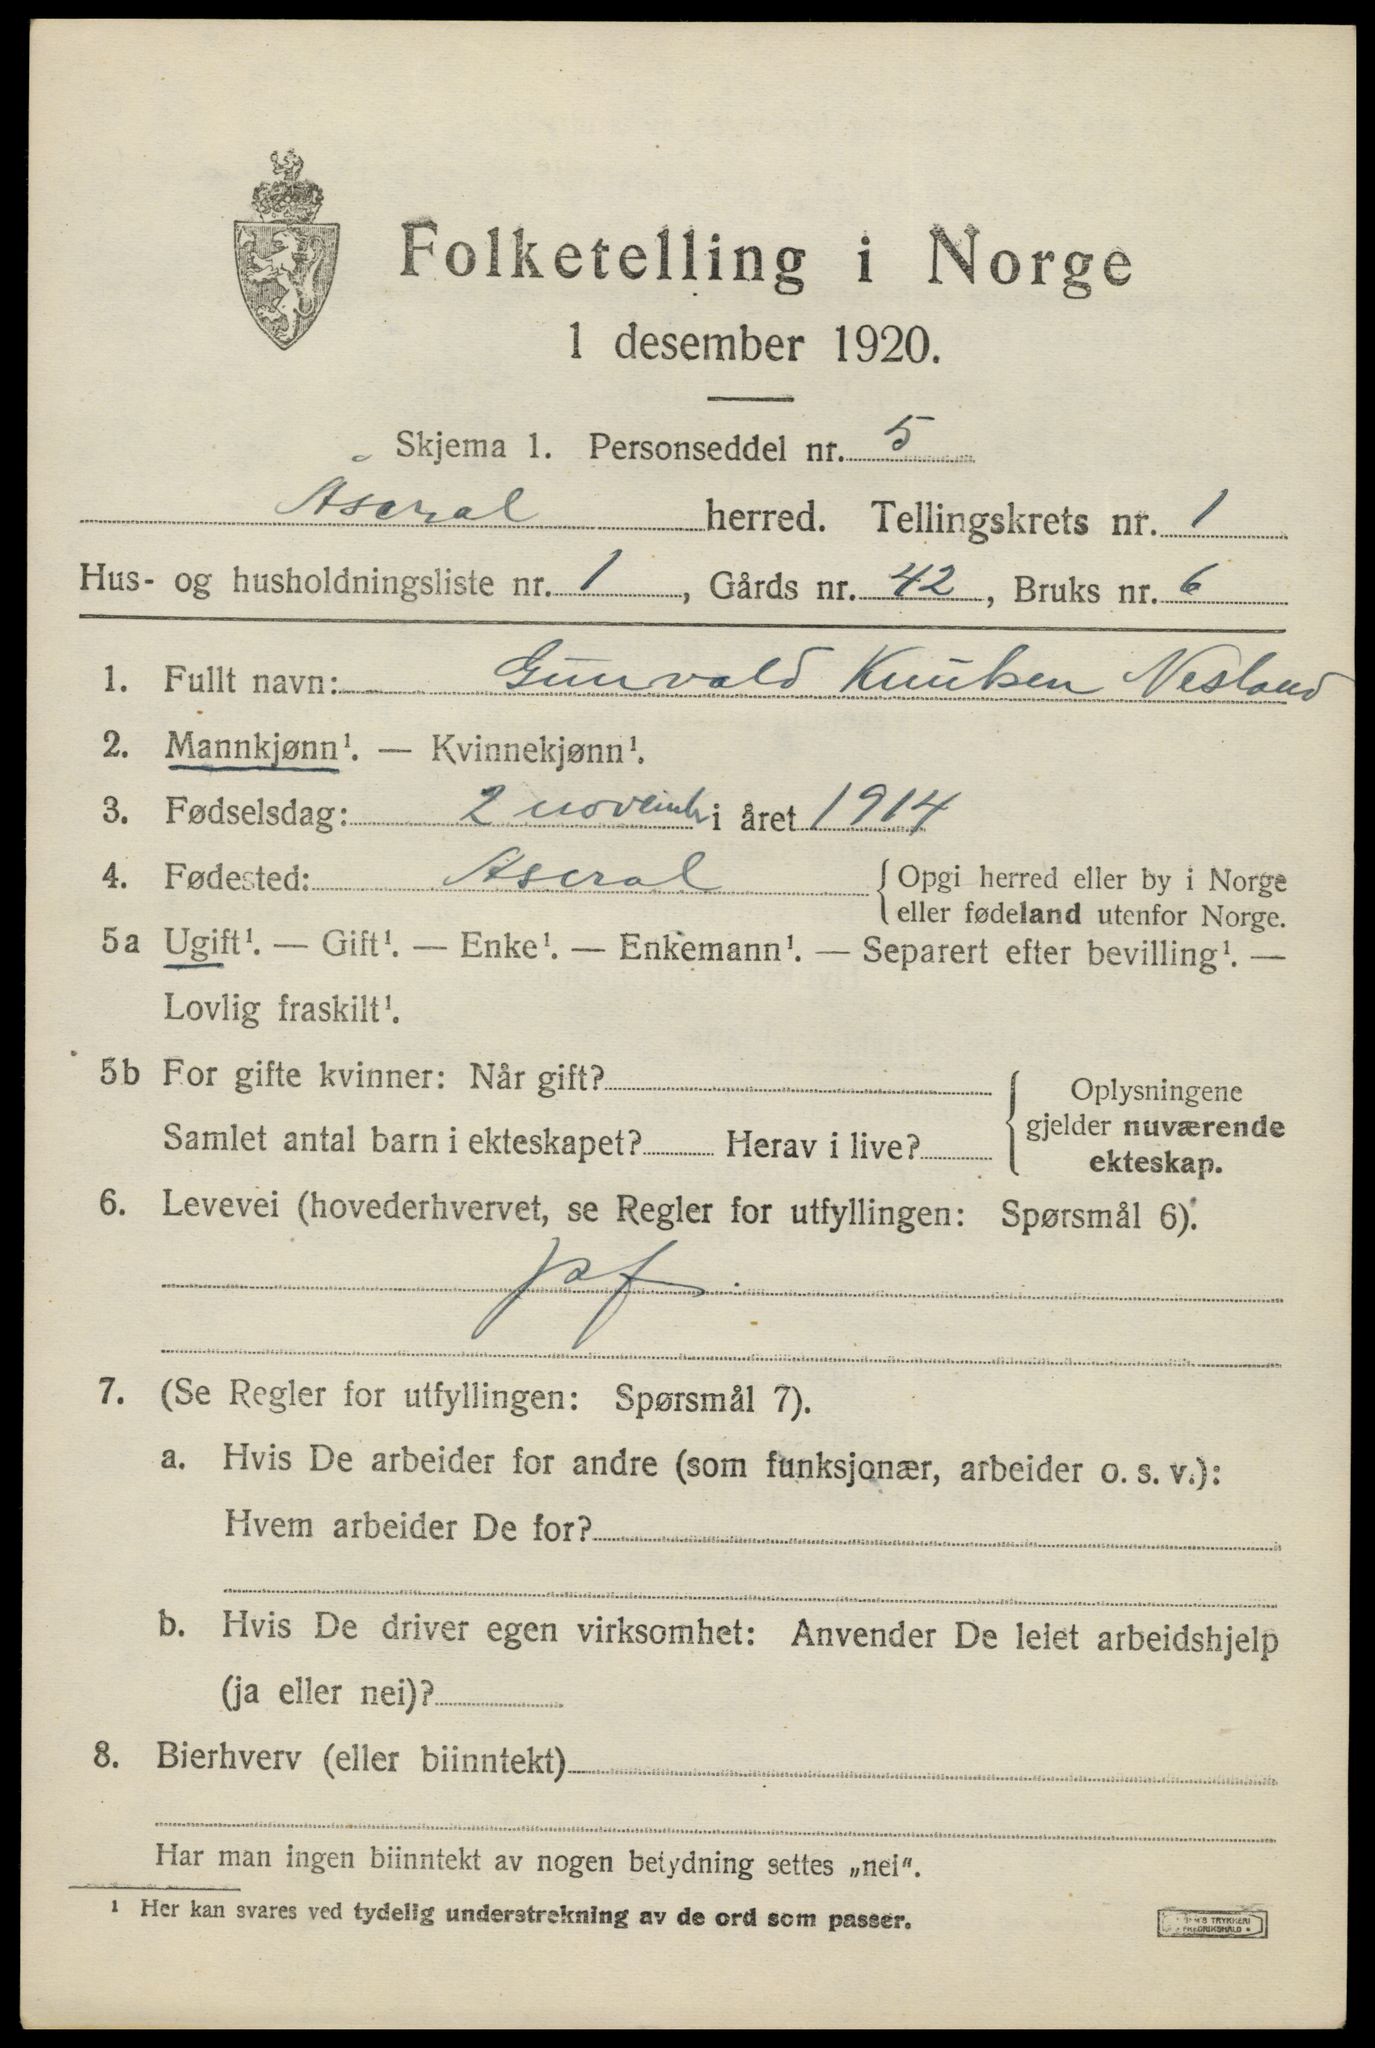 Folketelling i Norge
1 desember 1920.
Skjema 1. Personseddel nr. 5
Åseral herred. Tellingskrets nr. 1
Hus- og husholdningsliste nr. 1, Gårds nr. 42, Bruks nr. 6
1. Fullt navn: Gunvald Knutsen Nesland
2. Mannkjønn¹. — Kvinnekjønn¹.
3. Fødselsdag: 2 novemb i året 1914
4. Fødested: Aseral { Opgi herred eller by i Norge
eller fødeland utenfor Norge.
5a Ugift¹. — Gift¹. — Enke¹. — Enkemann¹. — Separert efter bevilling¹. —
Lovlig fraskilt¹.
5b For gifte kvinner: Når gift?
Samlet antal barn i ekteskapet? Herav i live?
{ Oplysningene
gjelder nuværende
ekteskap.
6. Levevei (hovederhvervet, se Regler for utfyllingen: Spørsmål 6).
7. (Se Regler for utfyllingen: Spørsmål 7).
a. Hvis De arbeider for andre (som funksjonær, arbeider o. s. v.):
Hvem arbeider De for?
b. Hvis De driver egen virksomhet: Anvender De leiet arbeidshjelp
(ja eller nei)?
8. Bierhverv (eller biinntekt)
Har man ingen biinntekt av nogen betydning settes „nei“.
¹ Her kan svares ved tydelig understrekning av de ord som passer.
TRYKKERI
FREDRIKSHALD